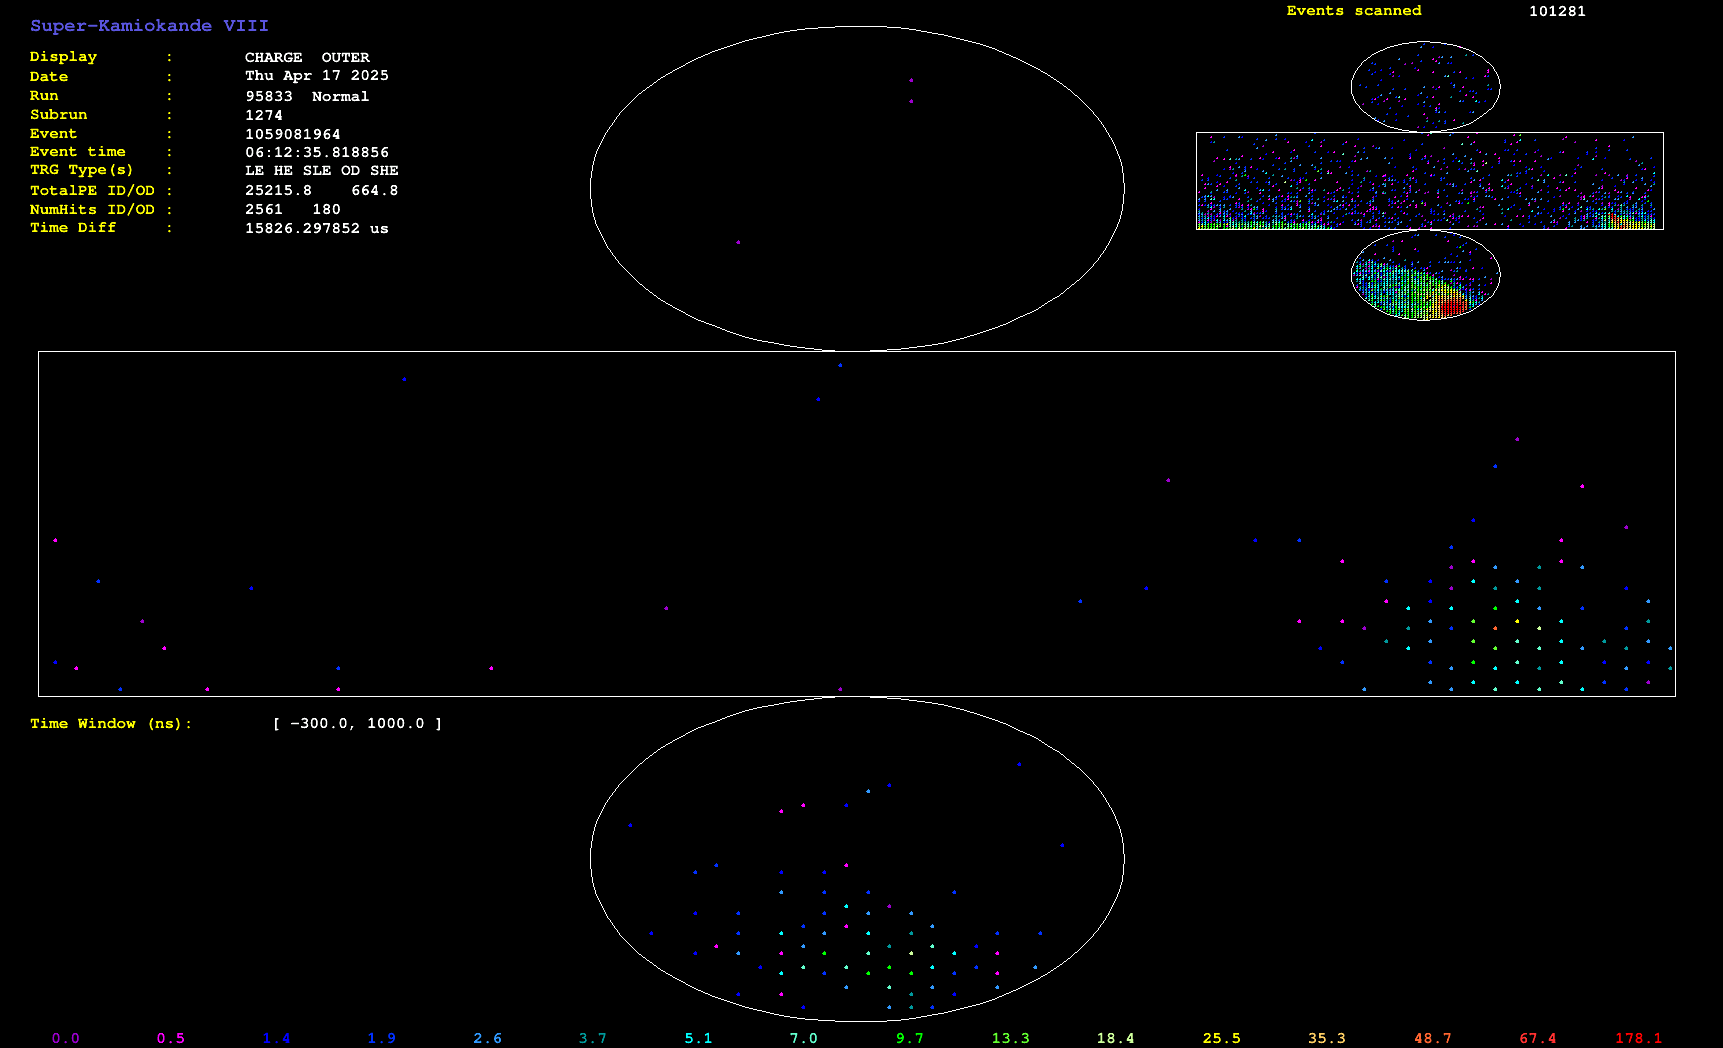 Super-Kamiokande VIII
Events scanned 101281
Display : CHARGE OUTER
Date : Thu Apr 17 2025
Run : 95833 Normal
Subrun : 1274
Event : 1059081964
Event time : 06:12:35.818856
TRG Type(s) : LE HE SLE OD SHE
TotalPE ID/OD : 25215.8 664.8
NumHits ID/OD : 2561 180
Time Diff : 15826.297852 us
Time Window (ns): [ -300.0, 1000.0 ]
0.0 0.5 1.4 1.9 2.6 3.7 5.1 7.0 9.7 13.3 18.4 25.5 35.3 48.7 67.4 178.1